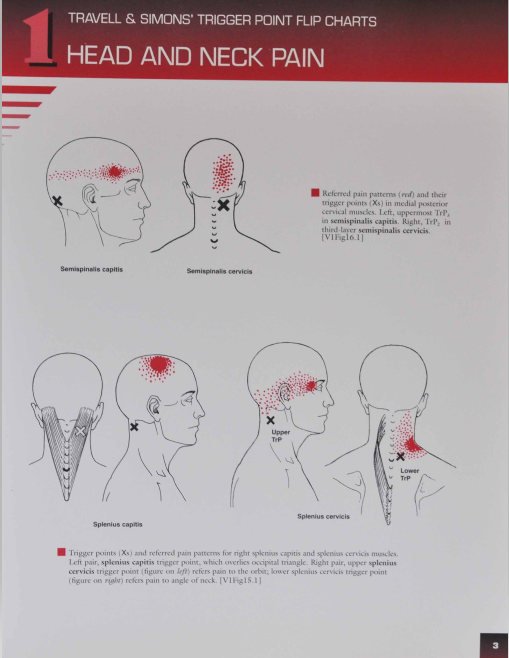 1
TRAVELL & SIMONS' TRIGGER POINT FLIP CHARTS
HEAD AND NECK PAIN
Referred pain patterns (red) and their
trigger points (Xs) in medial posterior
cervical muscles. Left, uppermost TrP3
in semispinalis capitis. Right, TrP2 in
third-layer semispinalis cervicis.
[V1Fig16.1]
Semispinalis capitis
Semispinalis cervicis
Upper
TrP
Lower
TrP
Splenius capitis
Splenius cervicis
Trigger points (Xs) and referred pain patterns for right splenius capitis and splenius cervicis muscles.
Left pair, splenius capitis trigger point, which overlies occipital triangle. Right pair, upper splenius
cervicis trigger point (figure on left) refers pain to the orbit; lower splenius cervicis trigger point
(figure on right) refers pain to angle of neck. [V1Fig15.1]
3